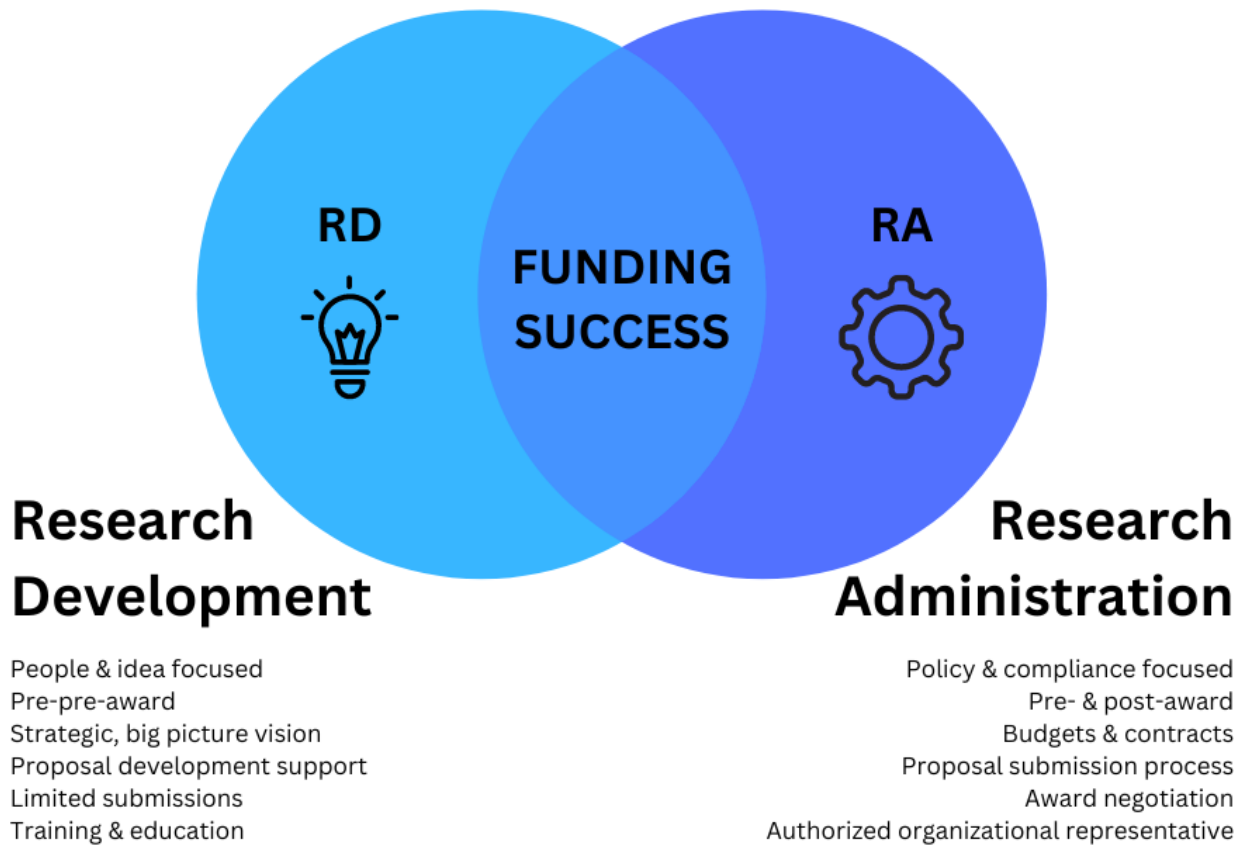 RD
FUNDING
SUCCESS
RA
Research
Development
People & idea focused
Pre-pre-award
Strategic, big picture vision
Proposal development support
Limited submissions
Training & education
Research
Administration
Policy & compliance focused
Pre- & post-award
Budgets & contracts
Proposal submission process
Award negotiation
Authorized organizational representative